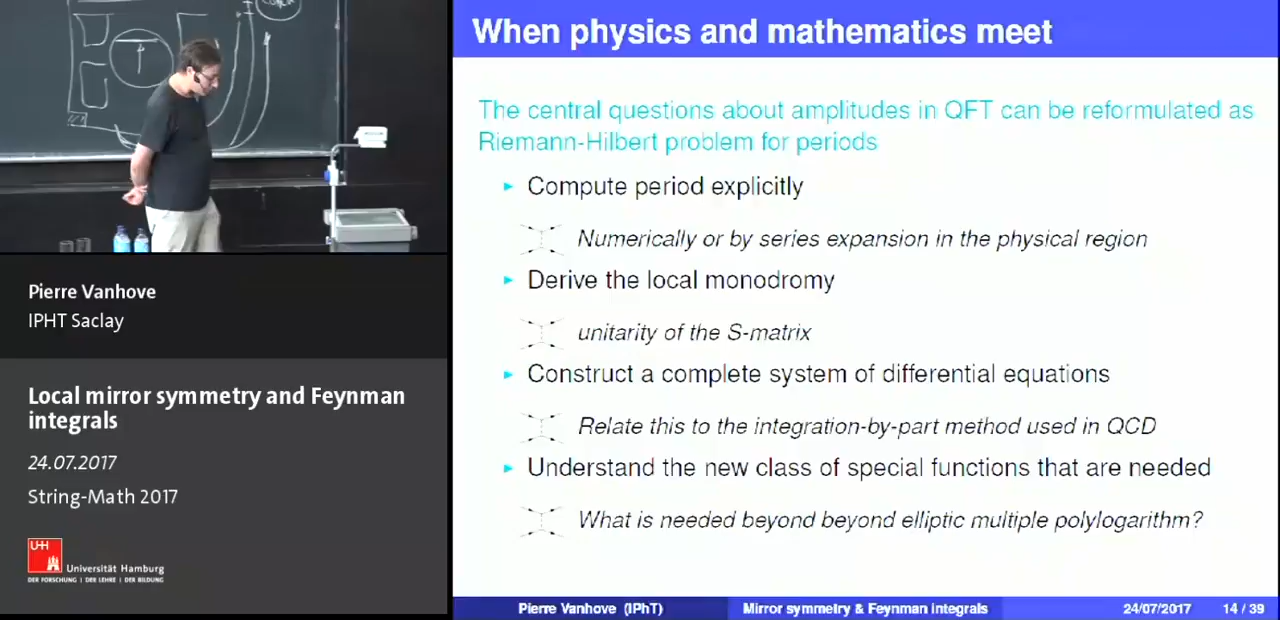 When physics and mathematics meet
The central questions about amplitudes in QFT can be reformulated as
Riemann-Hilbert problem for periods
Compute period explicitly
Numerically or by series expansion in the physical region
Derive the local monodromy
unitarity of the S-matrix
Construct a complete system of differential equations
Relate this to the integration-by-part method used in QCD
Understand the new class of special functions that are needed
What is needed beyond beyond elliptic multiple polylogarithm?
Pierre Vanhove (IPhT) Mirror symmetry & Feynman integrals 24/07/2017 14 / 39
Pierre Vanhove
IPHT Saclay
Local mirror symmetry and Feynman
integrals
24.07.2017
String-Math 2017
UH
Universität Hamburg
DER FORSCHUNG | DER LEHRE | DER BILDUNG